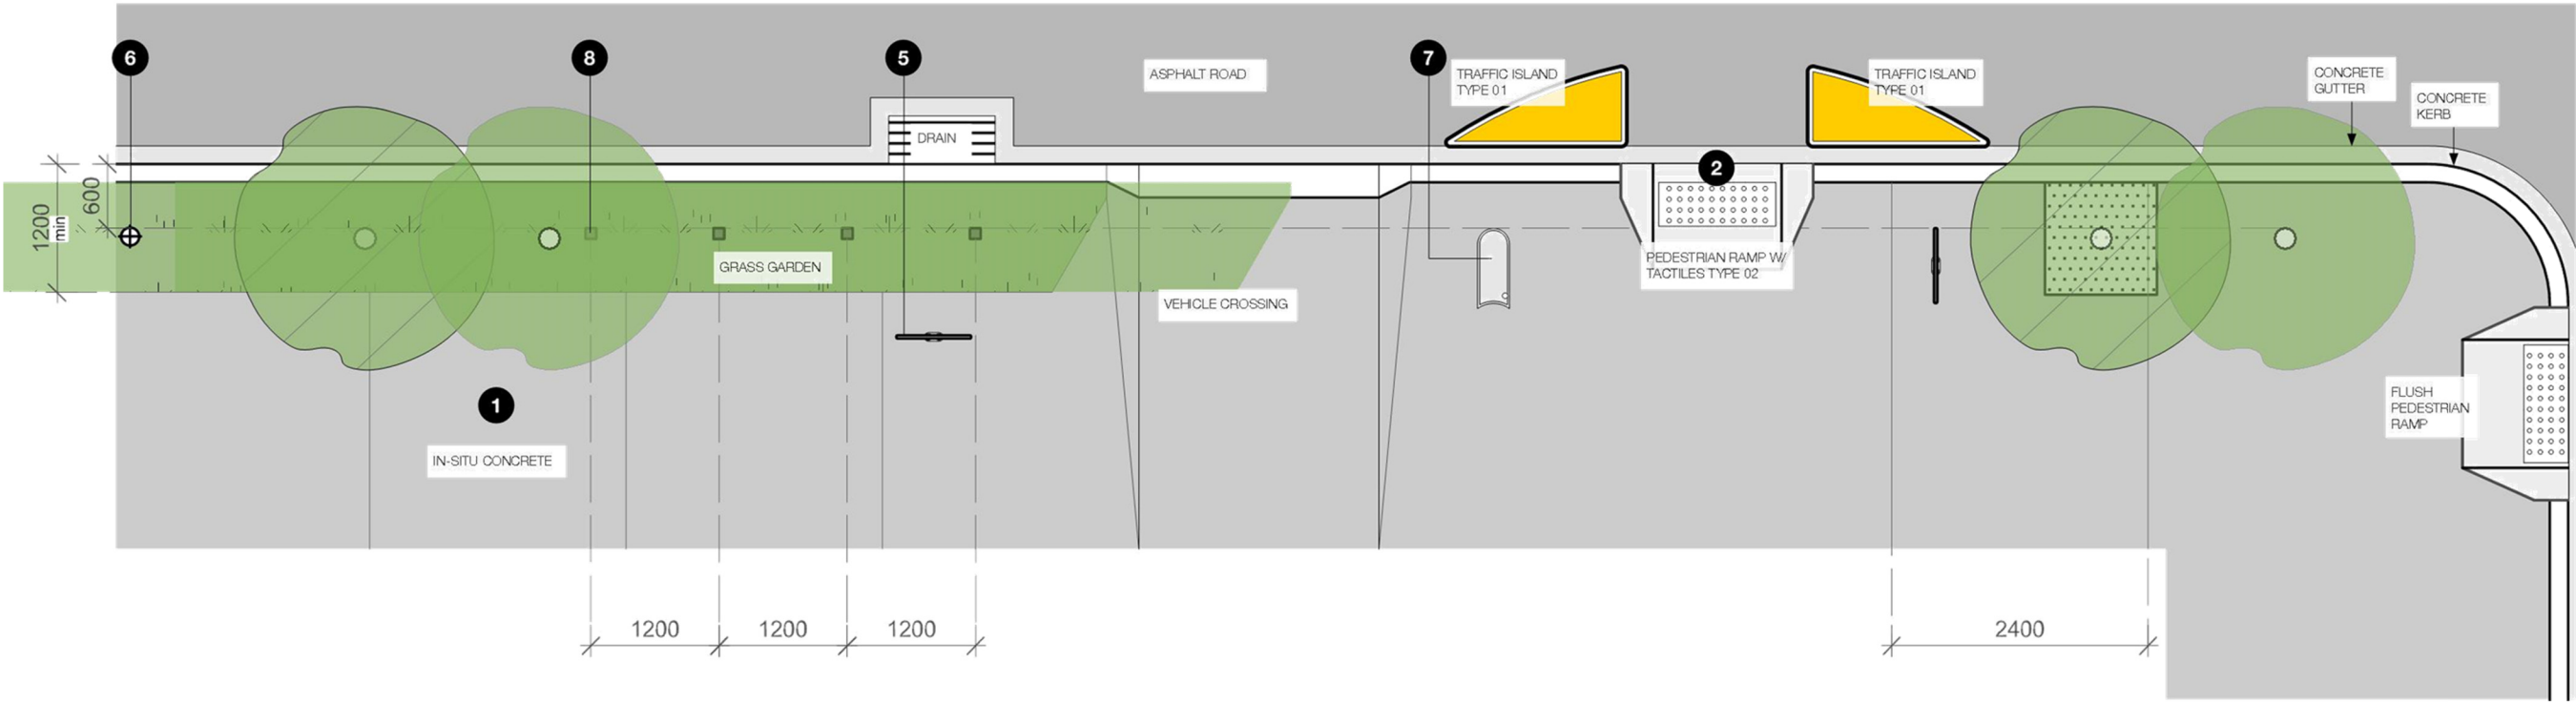 6
8
5
7
ASPHALT ROAD
TRAFFIC ISLAND
TYPE 01
TRAFFIC ISLAND
TYPE 01
CONCRETE
GUTTER
CONCRETE
KERB
DRAIN
2
600
1200
min
GRASS GARDEN
PEDESTRIAN RAMP W/
TACTILES TYPE 02
VEHICLE CROSSING
1
IN-SITU CONCRETE
FLUSH
PEDESTRIAN
RAMP
1200
1200
1200
2400